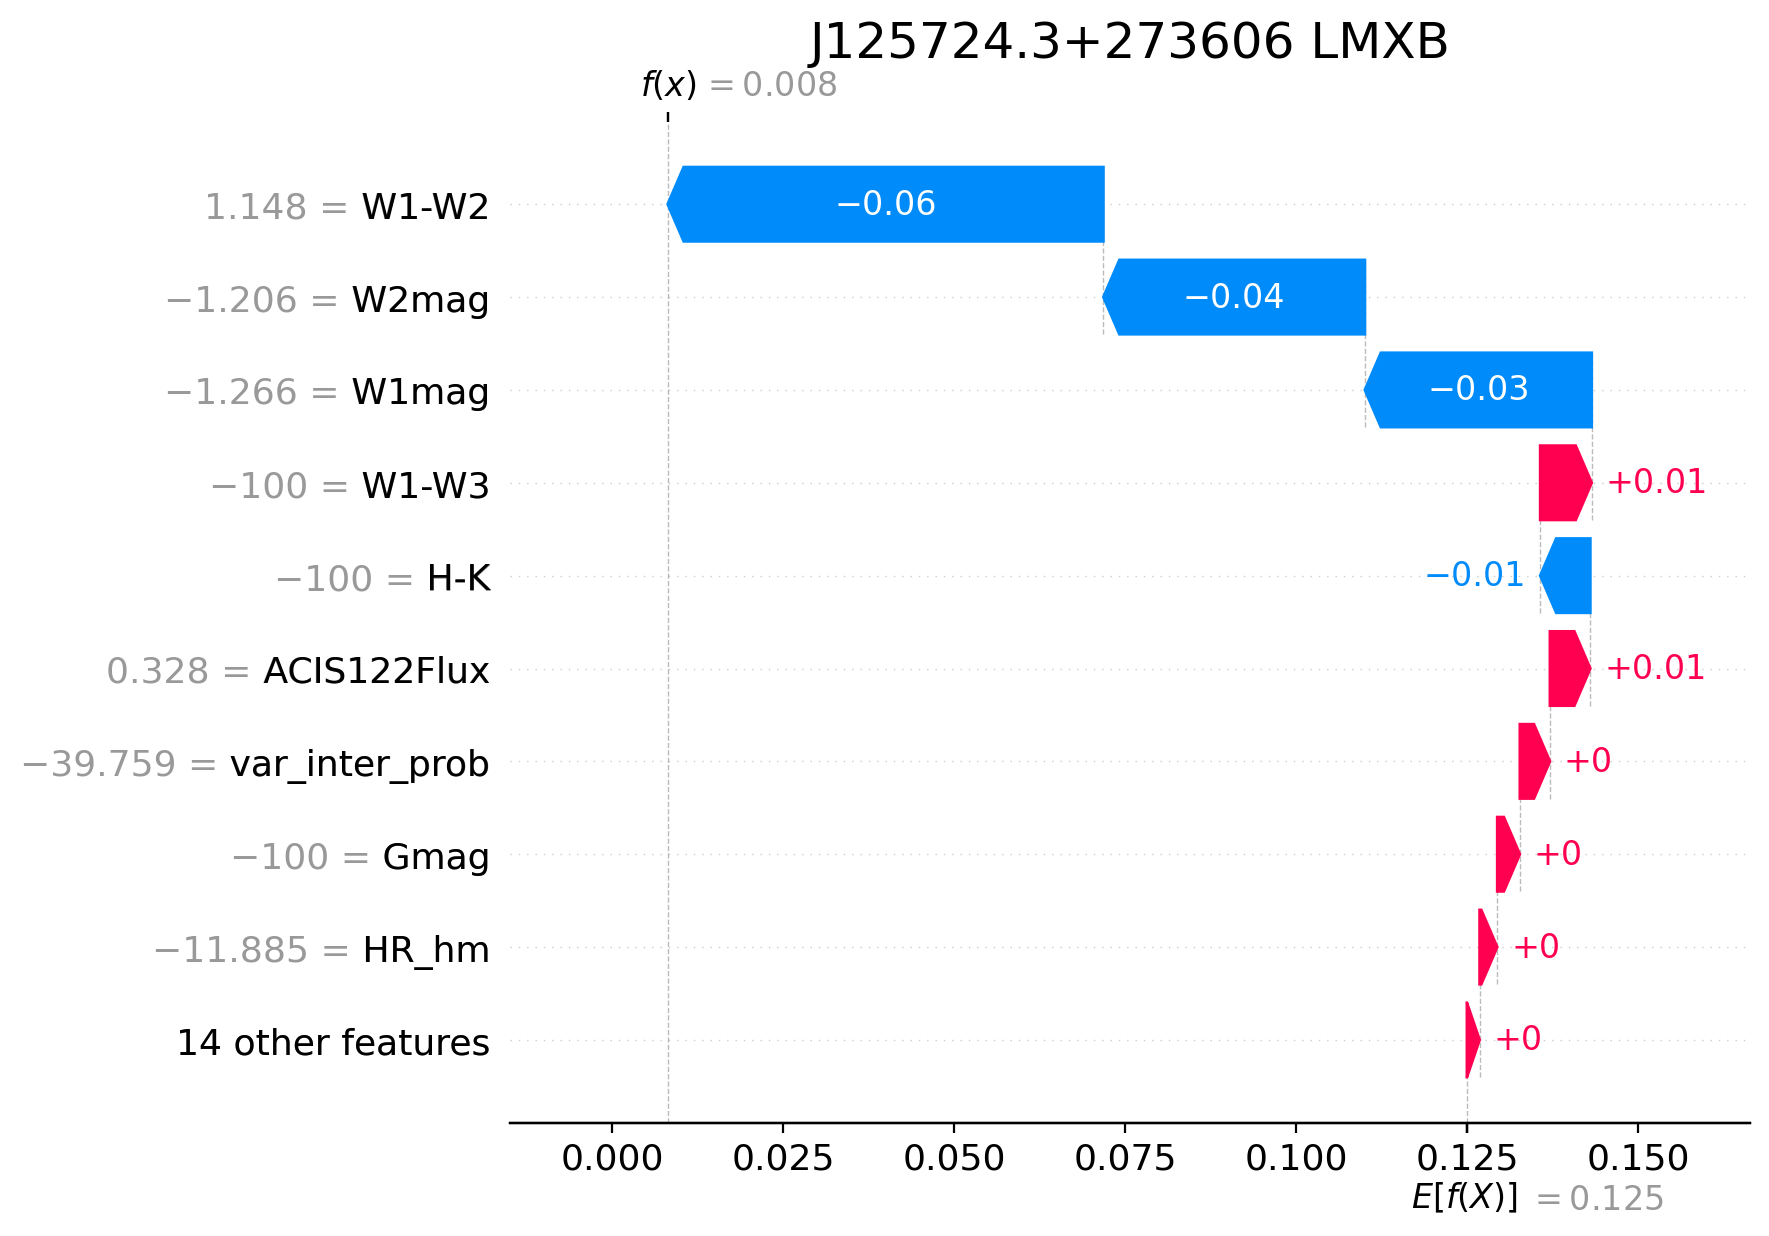 J125724.3+273606 LMXB
f(x) = 0.008
1.148 = W1-W2 −0.06
−1.206 = W2mag −0.04
−1.266 = W1mag −0.03
−100 = W1-W3 +0.01
−100 = H-K −0.01
0.328 = ACIS122Flux +0.01
−39.759 = var_inter_prob +0
−100 = Gmag +0
−11.885 = HR_hm +0
14 other features +0
0.000 0.025 0.050 0.075 0.100 0.125 0.150
E[f(X)] = 0.125